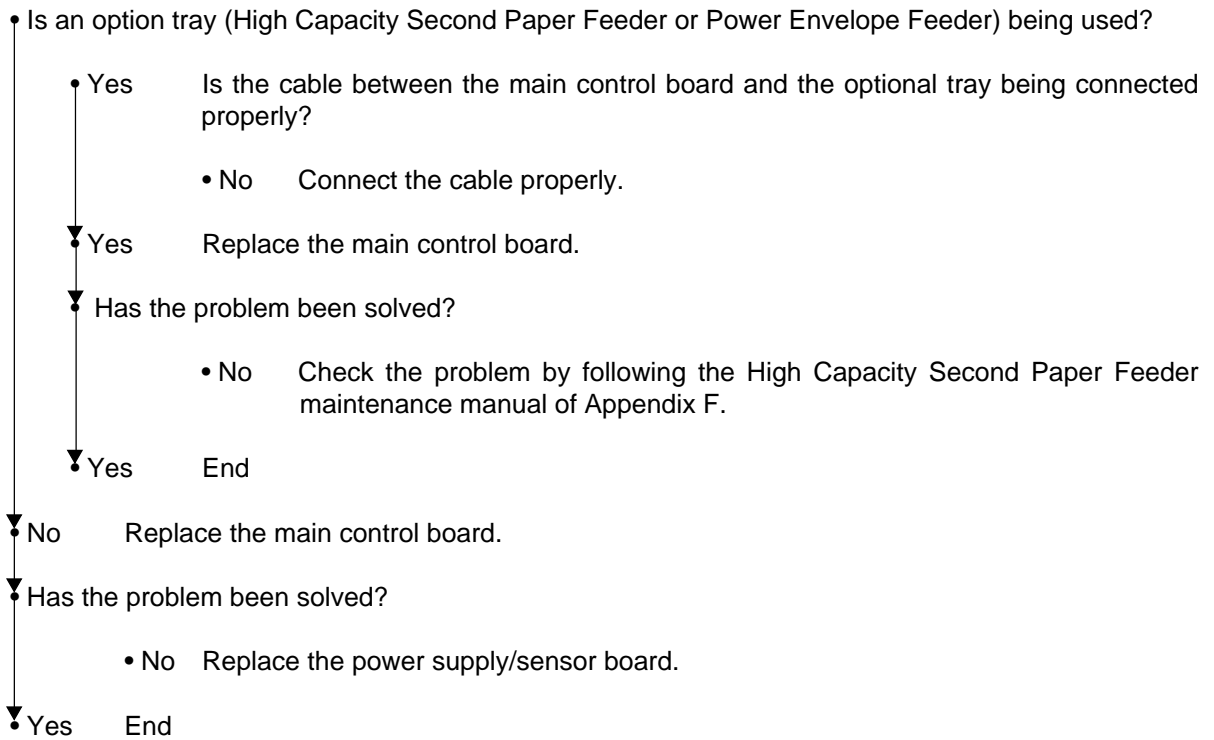 • Is an option tray (High Capacity Second Paper Feeder or Power Envelope Feeder) being used?
• Yes Is the cable between the main control board and the optional tray being connected
properly?
• No Connect the cable properly.
• Yes Replace the main control board.
• Has the problem been solved?
• No Check the problem by following the High Capacity Second Paper Feeder
maintenance manual of Appendix F.
• Yes End
• No Replace the main control board.
• Has the problem been solved?
• No Replace the power supply/sensor board.
• Yes End